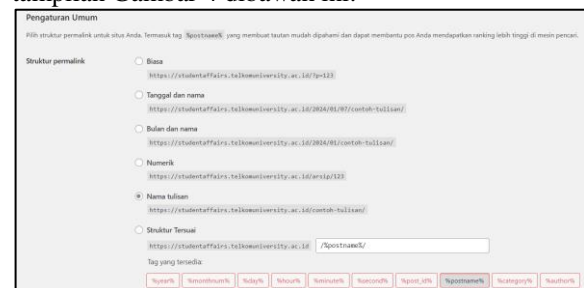 tampilan Gambar 4 dibawah ini.
Pengaturan Umum
Pilih struktur permalink untuk situs Anda. Termasuk tag %postname% yang membuat tautan mudah dipahami dan dapat membantu pos Anda mendapatkan ranking lebih tinggi di mesin pencari.
Struktur permalink
Biasa
https://studentaffairs.telkomuniversity.ac.id/?p=123
Tanggal dan nama
https://studentaffairs.telkomuniversity.ac.id/2024/01/07/contoh-tulisan/
Bulan dan nama
https://studentaffairs.telkomuniversity.ac.id/2024/01/contoh-tulisan/
Numerik
https://studentaffairs.telkomuniversity.ac.id/arsip/123
Nama tulisan
https://studentaffairs.telkomuniversity.ac.id/contoh-tulisan/
Struktur Tersuai
https://studentaffairs.telkomuniversity.ac.id /%postname%/
Tag yang tersedia:
%year% %monthnum% %day% %hour% %minute% %second% %post_id% %postname% %category% %author%